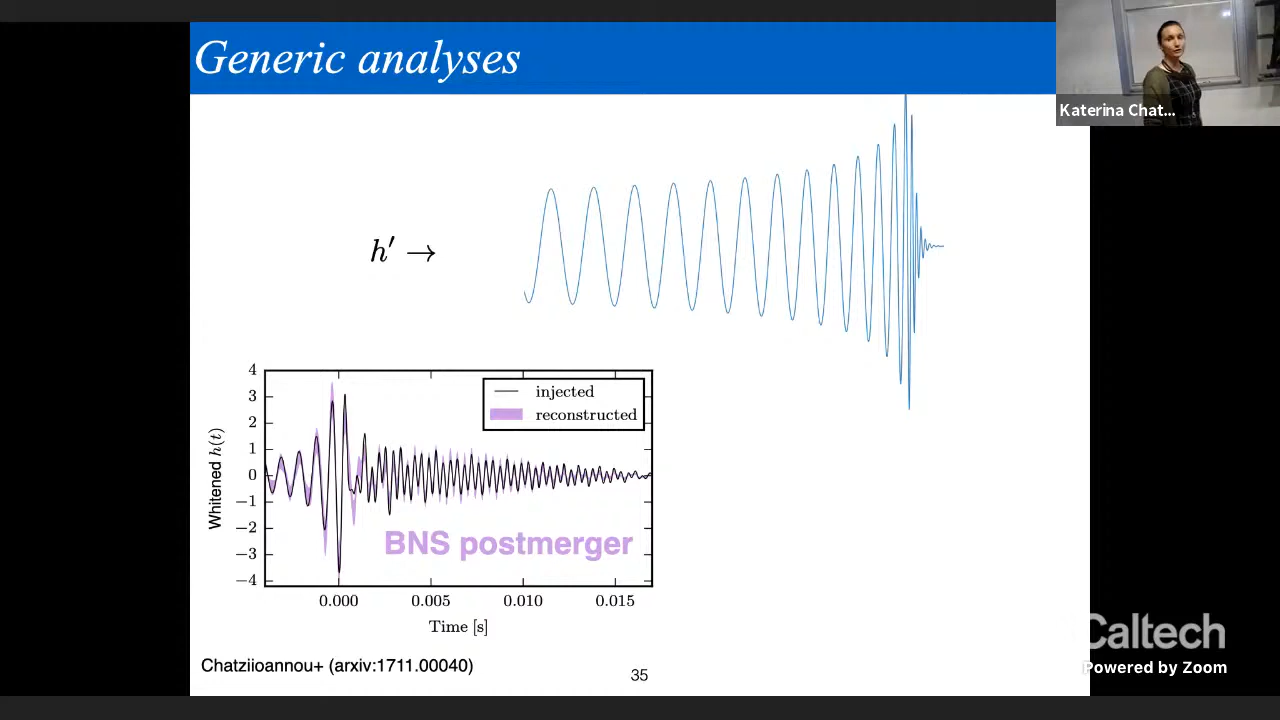 Generic analyses
Katerina Chat...
h′ →
4
3
2
1
0
−1
−2
−3
−4
Whitened h(t)
injected
reconstructed
BNS postmerger
0.000 0.005 0.010 0.015
Time [s]
Chatziioannou+ (arxiv:1711.00040)
35
Caltech
Powered by Zoom